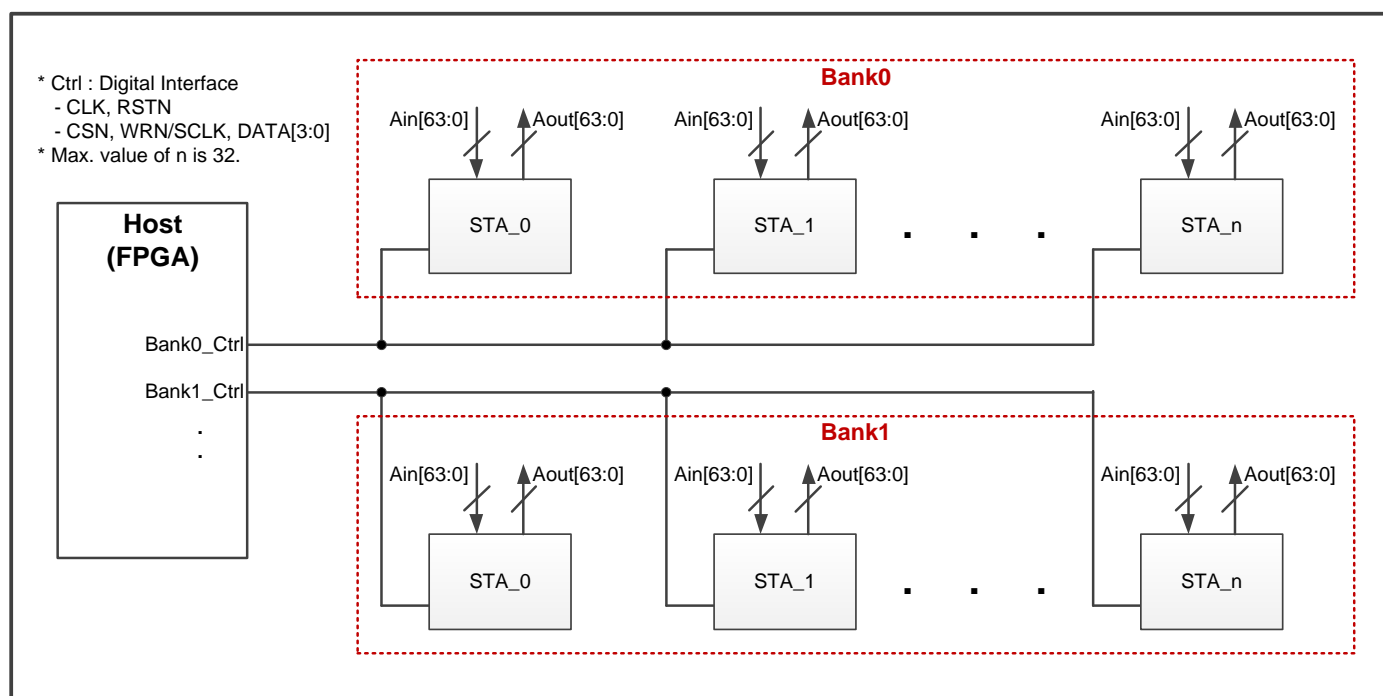 * Ctrl : Digital Interface
- CLK, RSTN
- CSN, WRN/SCLK, DATA[3:0]
* Max. value of n is 32.
Host
(FPGA)
Bank0_Ctrl
Bank1_Ctrl
.
.
Bank0
Ain[63:0] Aout[63:0] Ain[63:0] Aout[63:0] Ain[63:0] Aout[63:0]
STA_0 STA_1 . . . STA_n
Bank1
Ain[63:0] Aout[63:0] Ain[63:0] Aout[63:0] Ain[63:0] Aout[63:0]
STA_0 STA_1 . . . STA_n